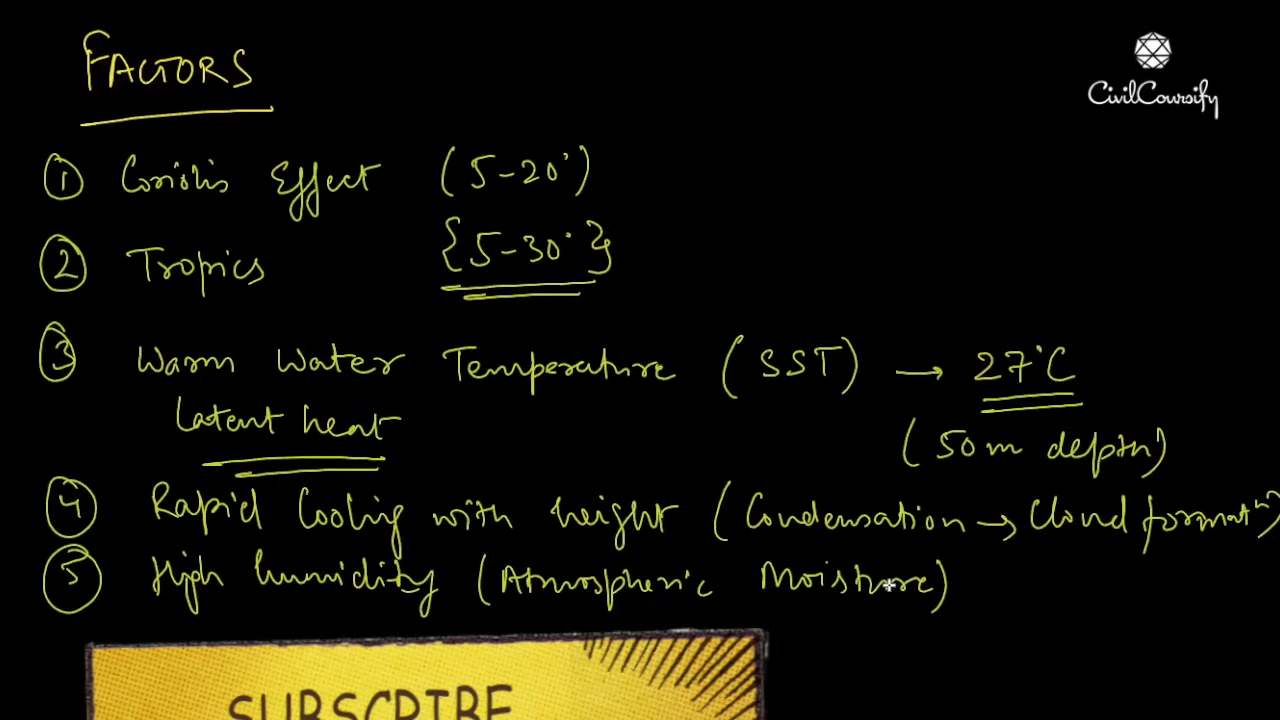 FACTORS
CivilCoursify
① Coriolis Effect (5-20°)
② Tropics {5-30°}
③ Warm Water Temperature (SST) → 27°C
Latent heat
(50m depth)
④ Rapid Cooling with height (Condensation → Cloud formatn)
⑤ High humidity (Atmospheric Moisture)
SUBSCRIBE